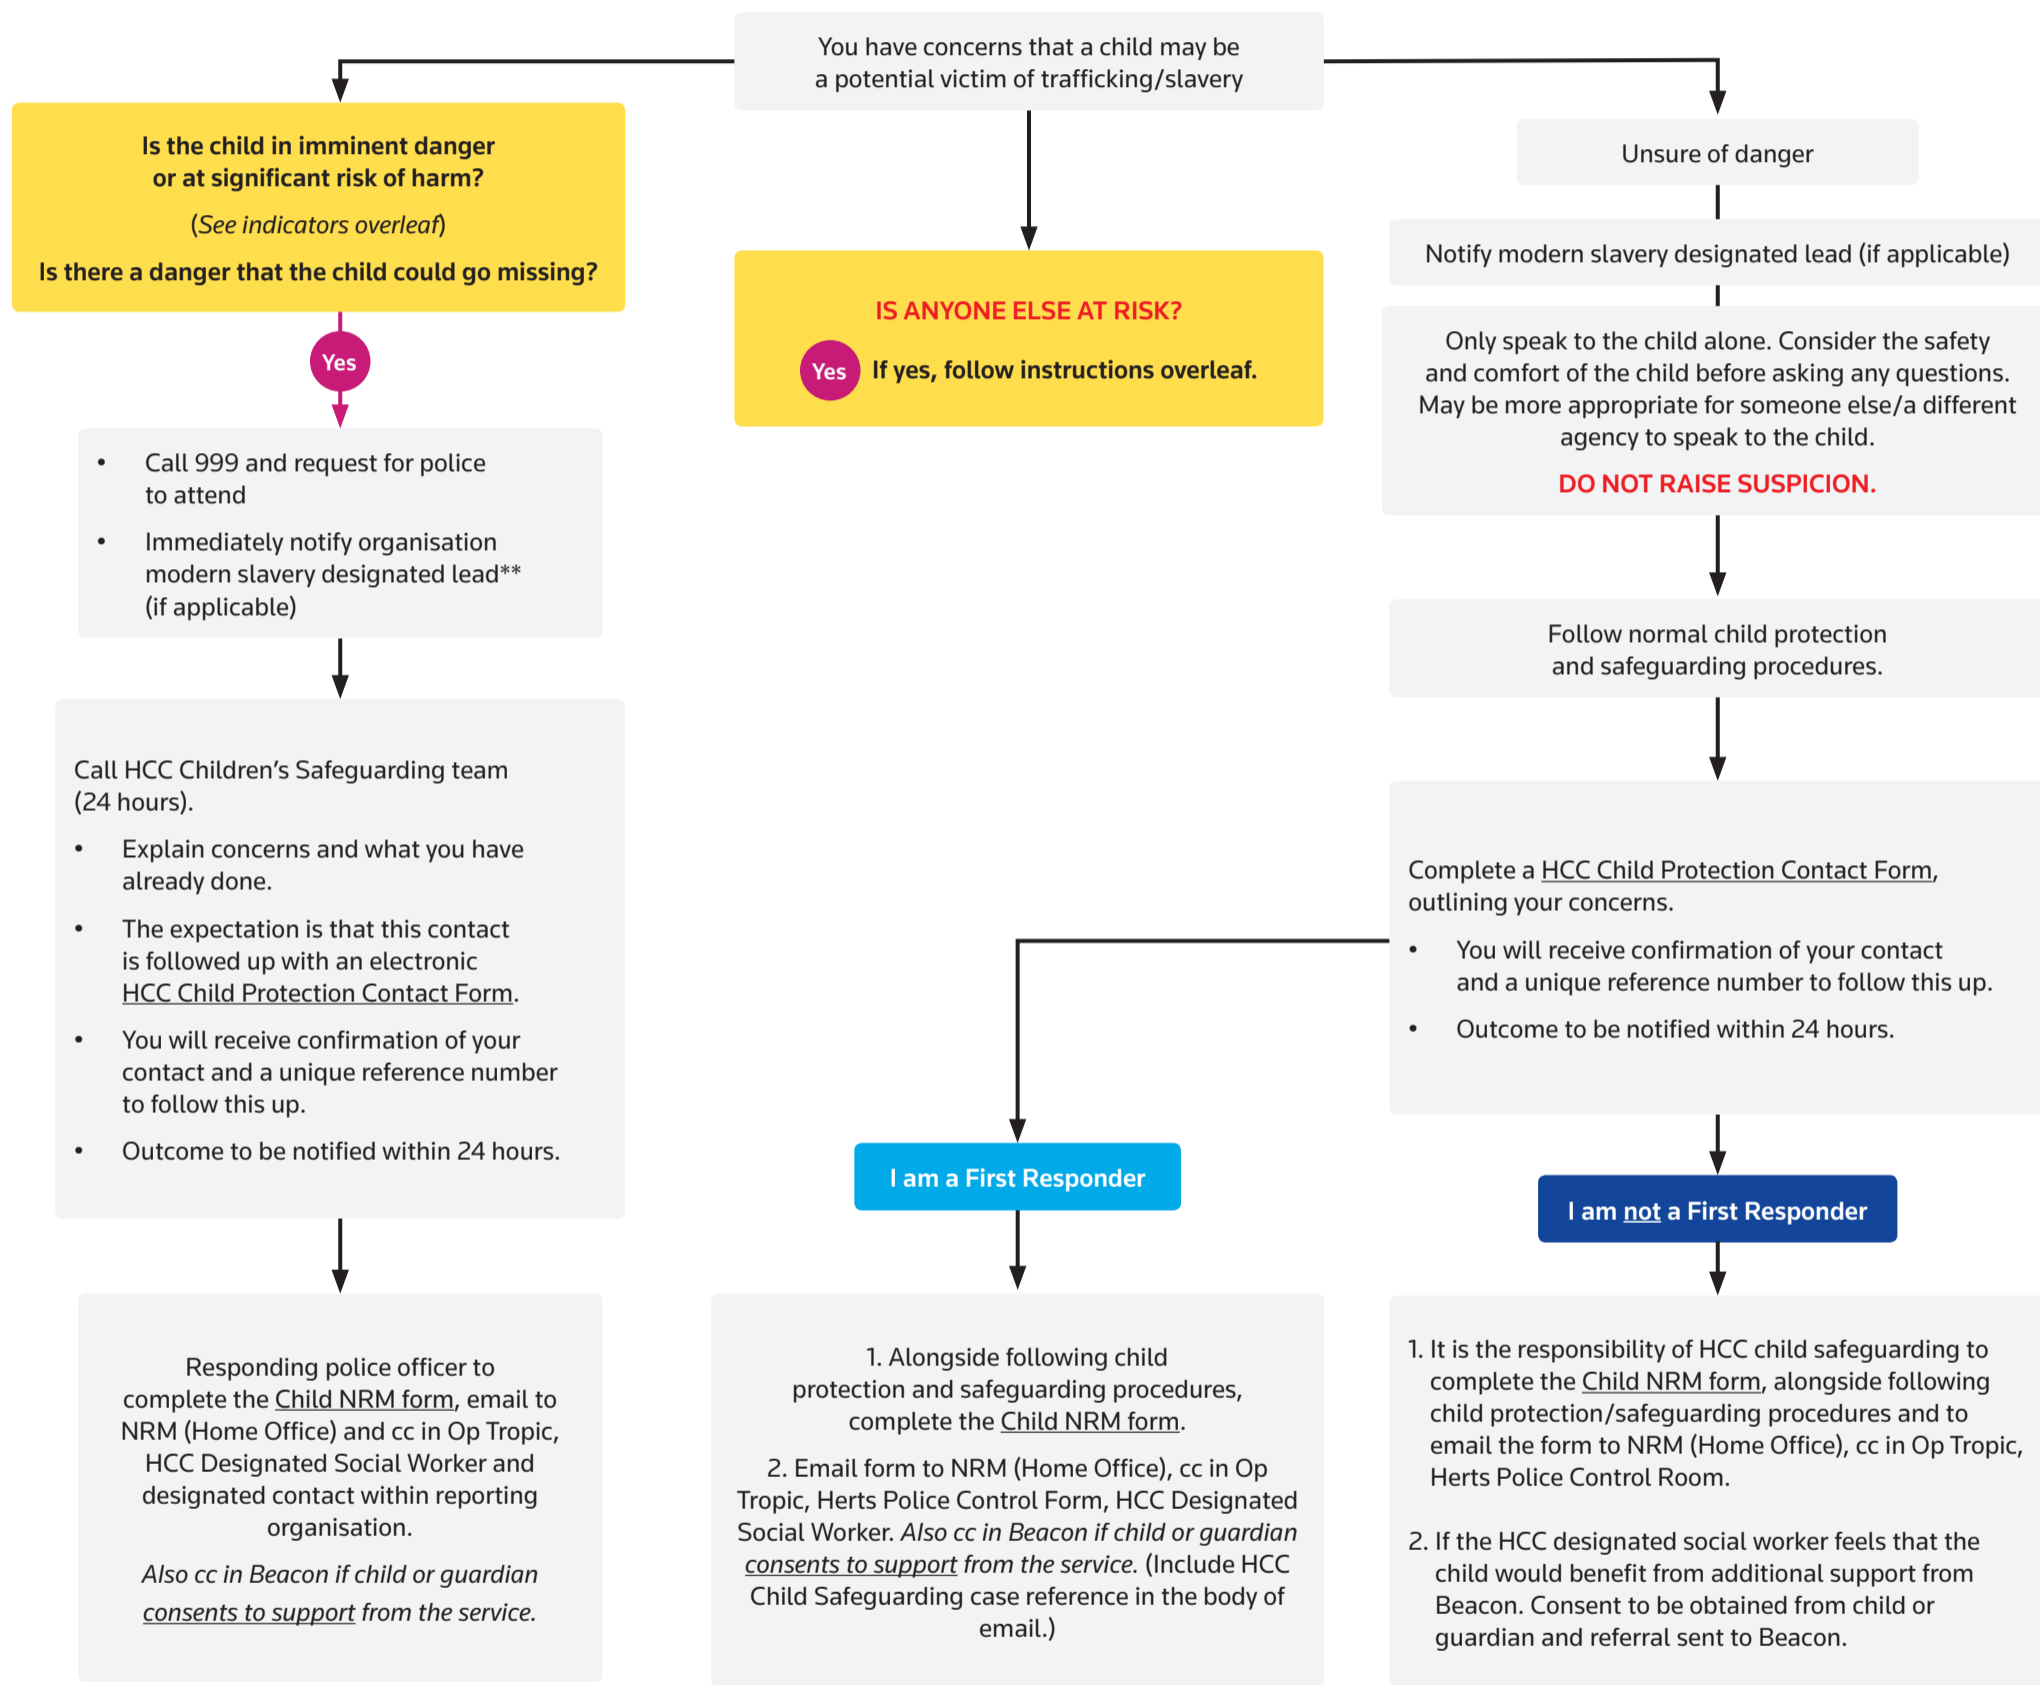 You have concerns that a child may be
a potential victim of trafficking/slavery
Is the child in imminent danger
or at significant risk of harm?
(See indicators overleaf)
Is there a danger that the child could go missing?
Yes
• Call 999 and request for police
to attend
• Immediately notify organisation
modern slavery designated lead**
(if applicable)
Call HCC Children’s Safeguarding team
(24 hours).
• Explain concerns and what you have
already done.
• The expectation is that this contact
is followed up with an electronic
HCC Child Protection Contact Form.
• You will receive confirmation of your
contact and a unique reference number
to follow this up.
• Outcome to be notified within 24 hours.
Responding police officer to
complete the Child NRM form, email to
NRM (Home Office) and cc in Op Tropic,
HCC Designated Social Worker and
designated contact within reporting
organisation.
Also cc in Beacon if child or guardian
consents to support from the service.
IS ANYONE ELSE AT RISK?
Yes If yes, follow instructions overleaf.
Unsure of danger
Notify modern slavery designated lead (if applicable)
Only speak to the child alone. Consider the safety
and comfort of the child before asking any questions.
May be more appropriate for someone else/a different
agency to speak to the child.
DO NOT RAISE SUSPICION.
Follow normal child protection
and safeguarding procedures.
Complete a HCC Child Protection Contact Form,
outlining your concerns.
• You will receive confirmation of your contact
and a unique reference number to follow this up.
• Outcome to be notified within 24 hours.
I am a First Responder
1. Alongside following child
protection and safeguarding procedures,
complete the Child NRM form.
2. Email form to NRM (Home Office), cc in Op
Tropic, Herts Police Control Form, HCC Designated
Social Worker. Also cc in Beacon if child or guardian
consents to support from the service. (Include HCC
Child Safeguarding case reference in the body of
email.)
I am not a First Responder
1. It is the responsibility of HCC child safeguarding to
complete the Child NRM form, alongside following
child protection/safeguarding procedures and to
email the form to NRM (Home Office), cc in Op Tropic,
Herts Police Control Room.
2. If the HCC designated social worker feels that the
child would benefit from additional support from
Beacon. Consent to be obtained from child or
guardian and referral sent to Beacon.